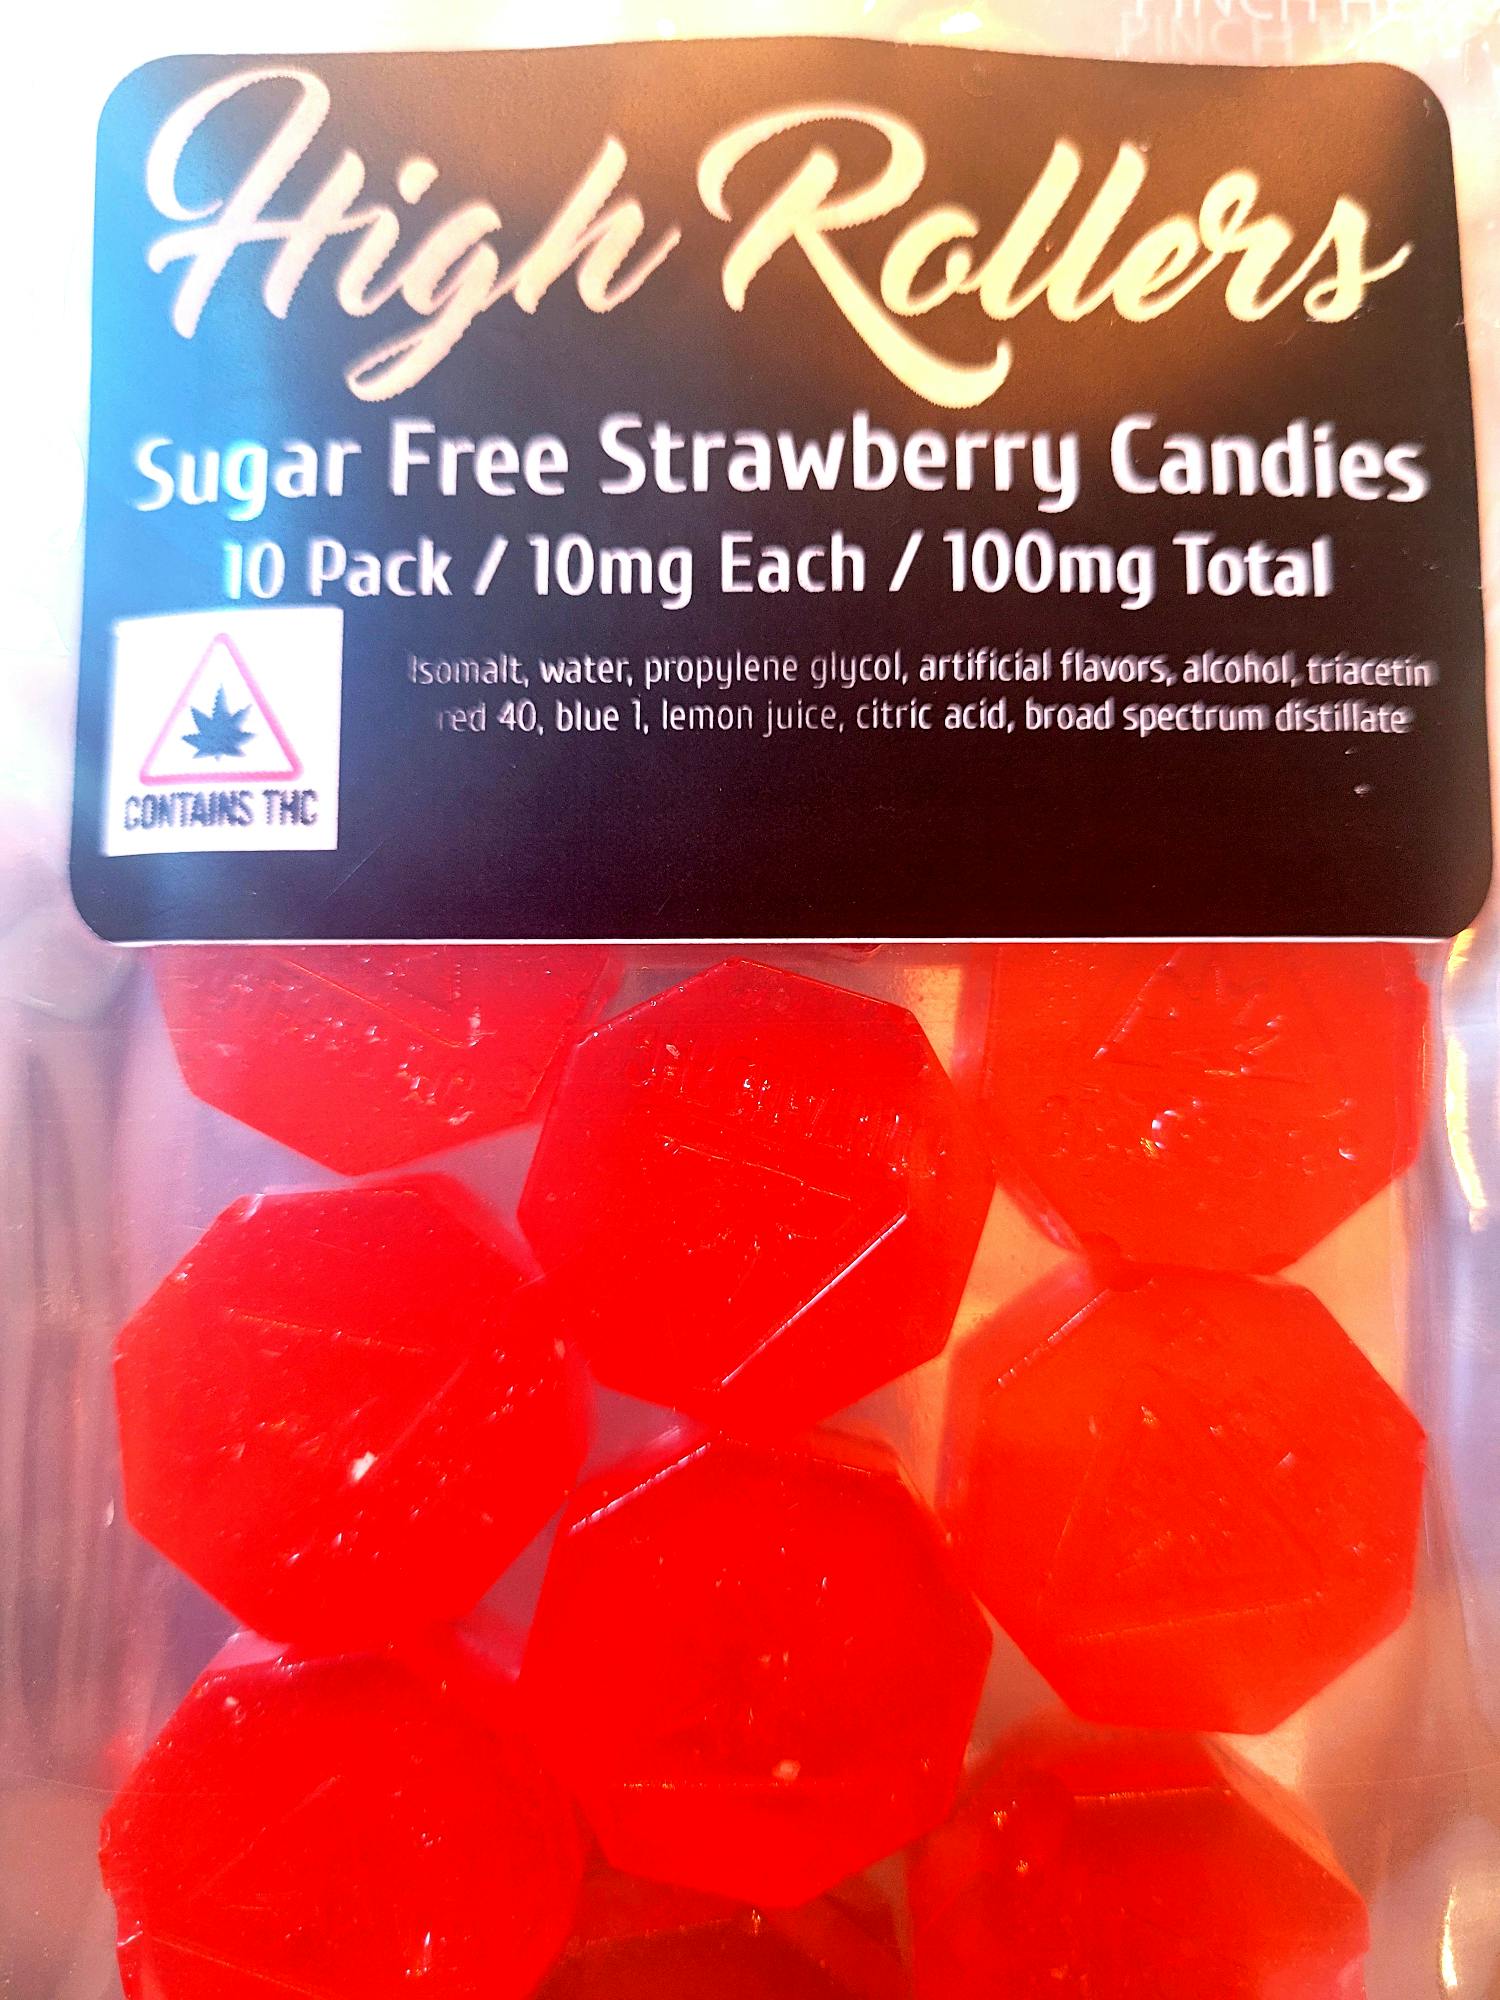 PINCH
High Rollers
Sugar Free Strawberry Candies
10 Pack / 10mg Each / 100mg Total
Isomalt, water, propylene glycol, artificial flavors, alcohol, triacetin
red 40, blue 1, lemon juice, citric acid, broad spectrum distillate
CONTAINS THC